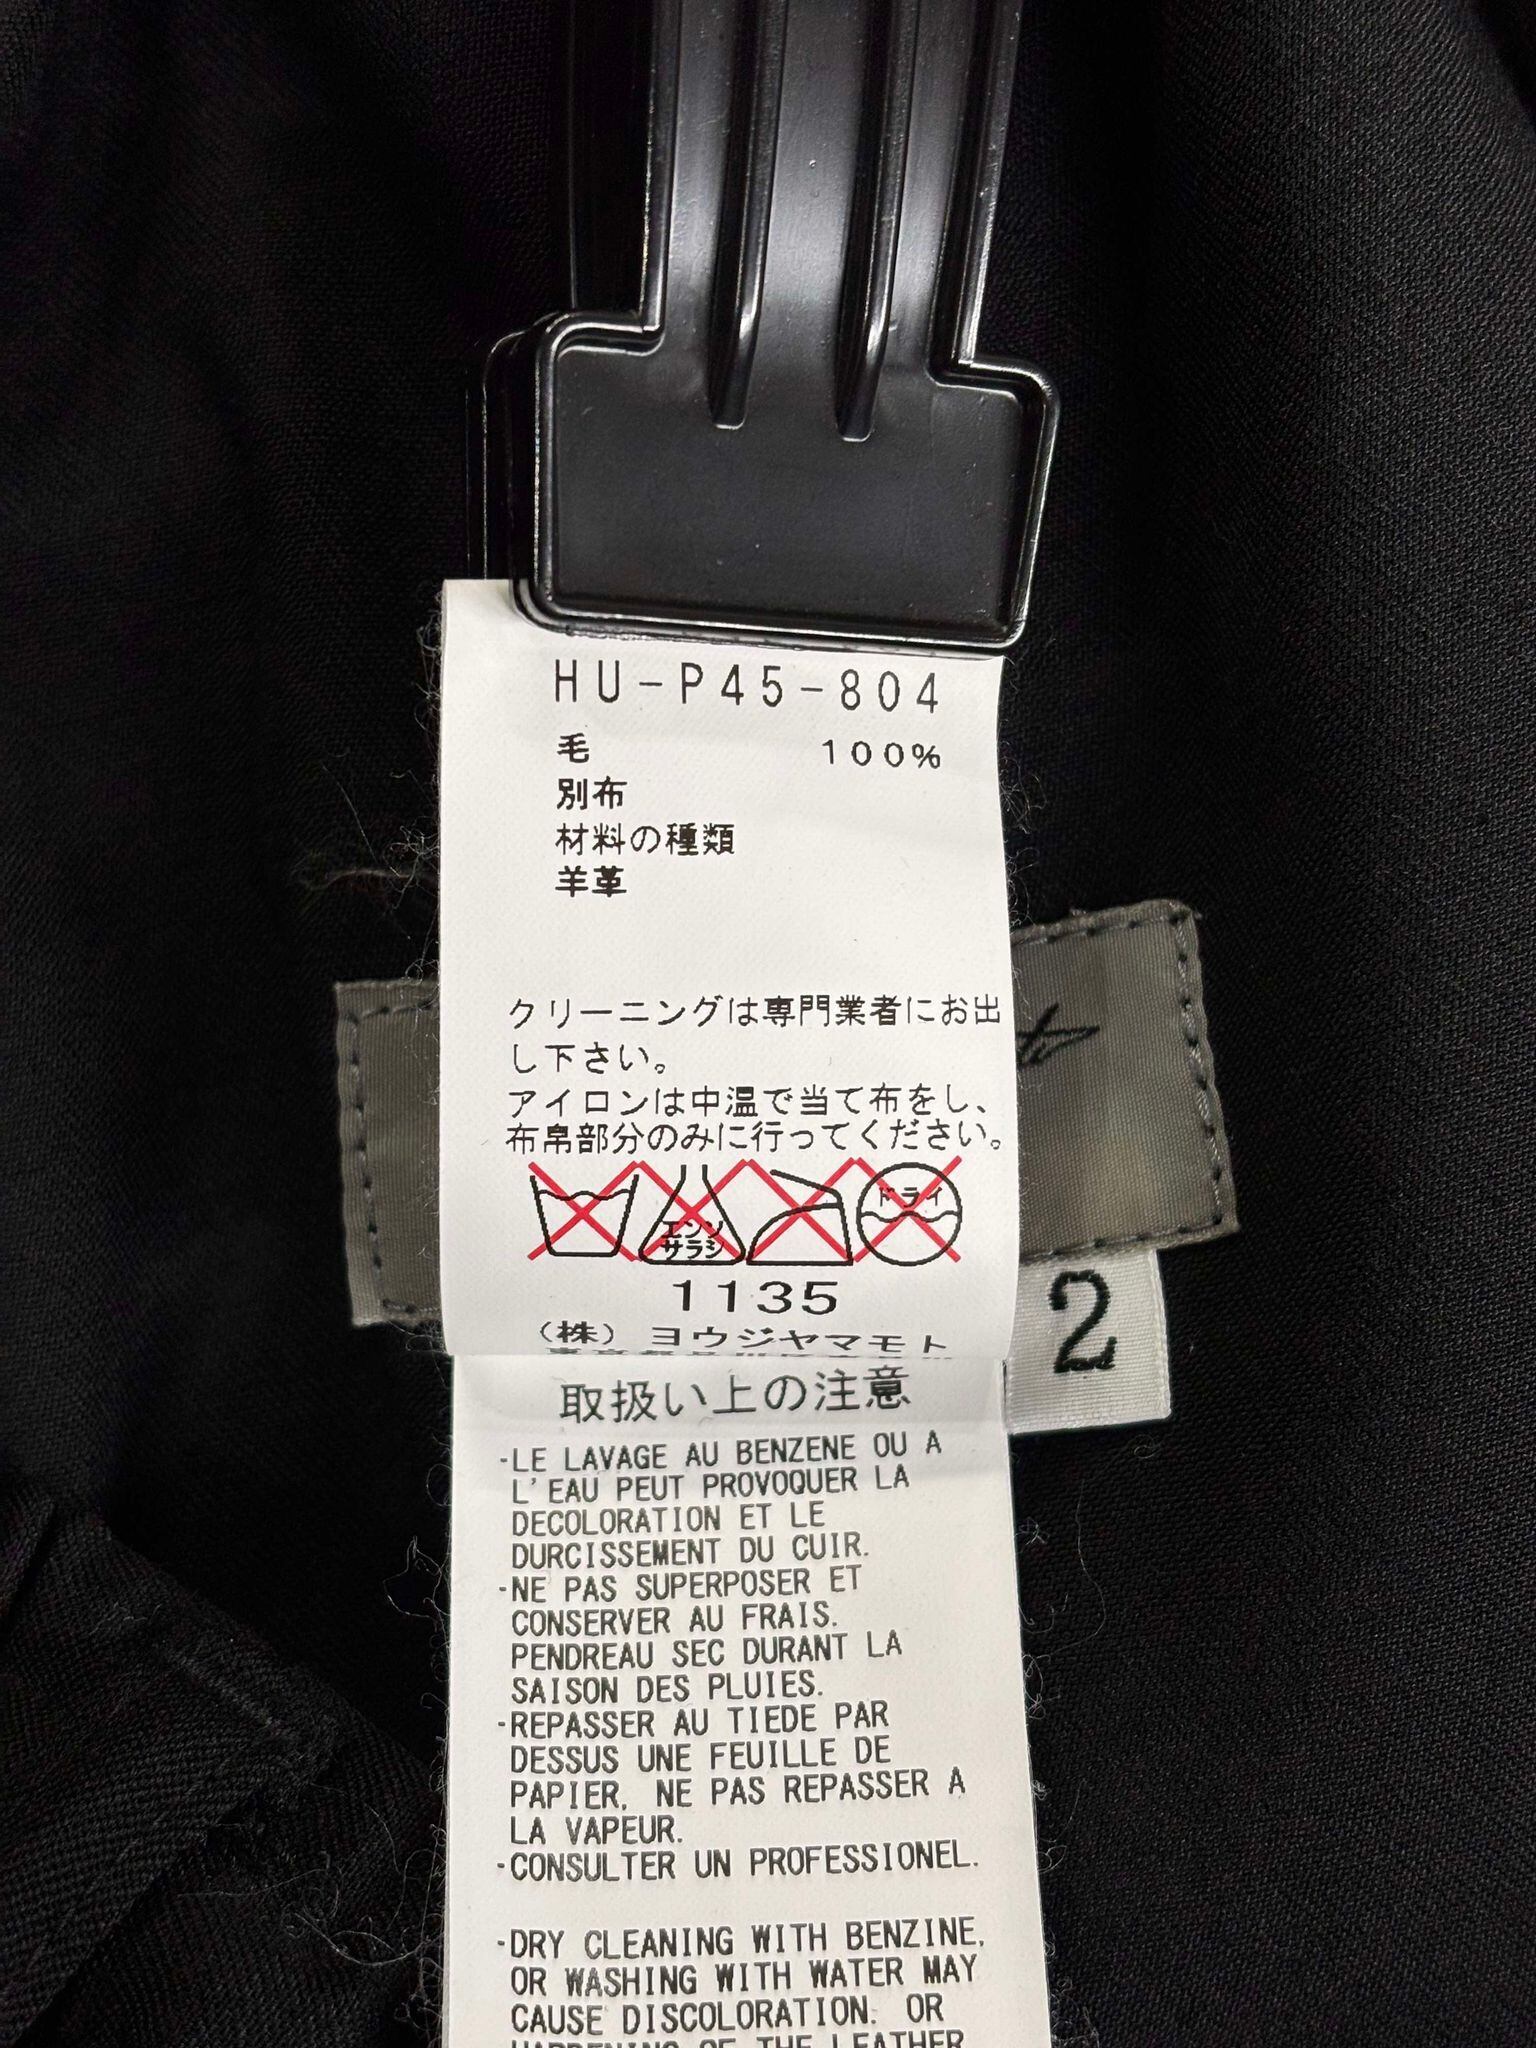 HU-P45-804
毛 100%
別布
材料の種類
羊革
クリーニングは専門業者にお出
し下さい。
アイロンは中温で当て布をし、
布帛部分のみに行ってください。
エンソ
サラシ
ドライ
1135
(株) ヨウジヤマモト
2
取扱い上の注意
-LE LAVAGE AU BENZENE OU A
L'EAU PEUT PROVOQUER LA
DECOLORATION ET LE
DURCISSEMENT DU CUIR.
-NE PAS SUPERPOSER ET
CONSERVER AU FRAIS.
PENDREAU SEC DURANT LA
SAISON DES PLUIES.
-REPASSER AU TIEDE PAR
DESSUS UNE FEUILLE DE
PAPIER, NE PAS REPASSER A
LA VAPEUR.
-CONSULTER UN PROFESSIONEL.
-DRY CLEANING WITH BENZINE,
OR WASHING WITH WATER MAY
CAUSE DISCOLORATION. OR
HARDENING OF THE LEATHER